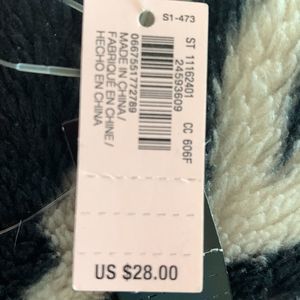 S1-473
ST 11162401 CC 606F
24593609
0667551772789
MADE IN CHINA /
FABRIQUÉ EN CHINE /
HECHO EN CHINA
US $28.00